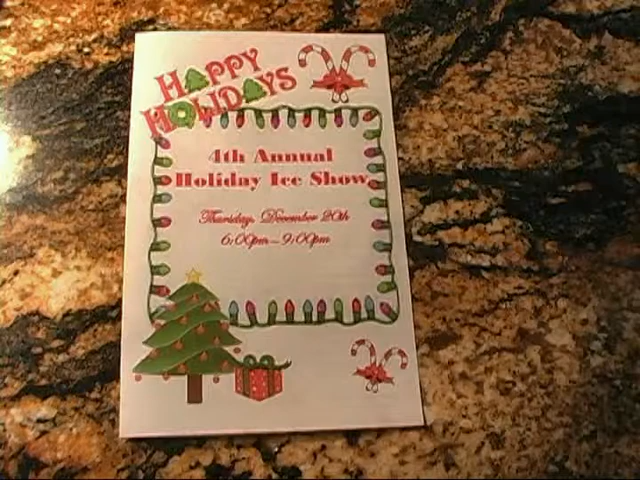 HAPPY
HOLIDAYS
4th Annual
Holiday Ice Show
Thursday, December 20th
6:00pm - 9:00pm